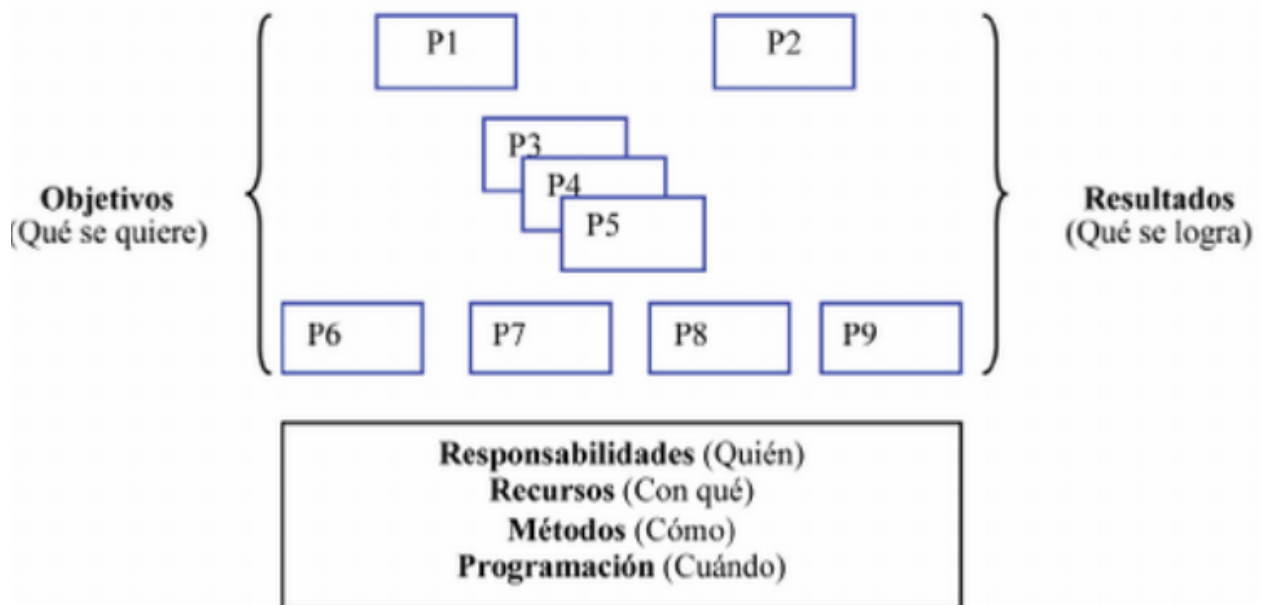 P1
P2
P3
P4
P5
Objetivos
(Qué se quiere)
Resultados
(Qué se logra)
P6
P7
P8
P9
Responsabilidades (Quién)
Recursos (Con qué)
Métodos (Cómo)
Programación (Cuándo)